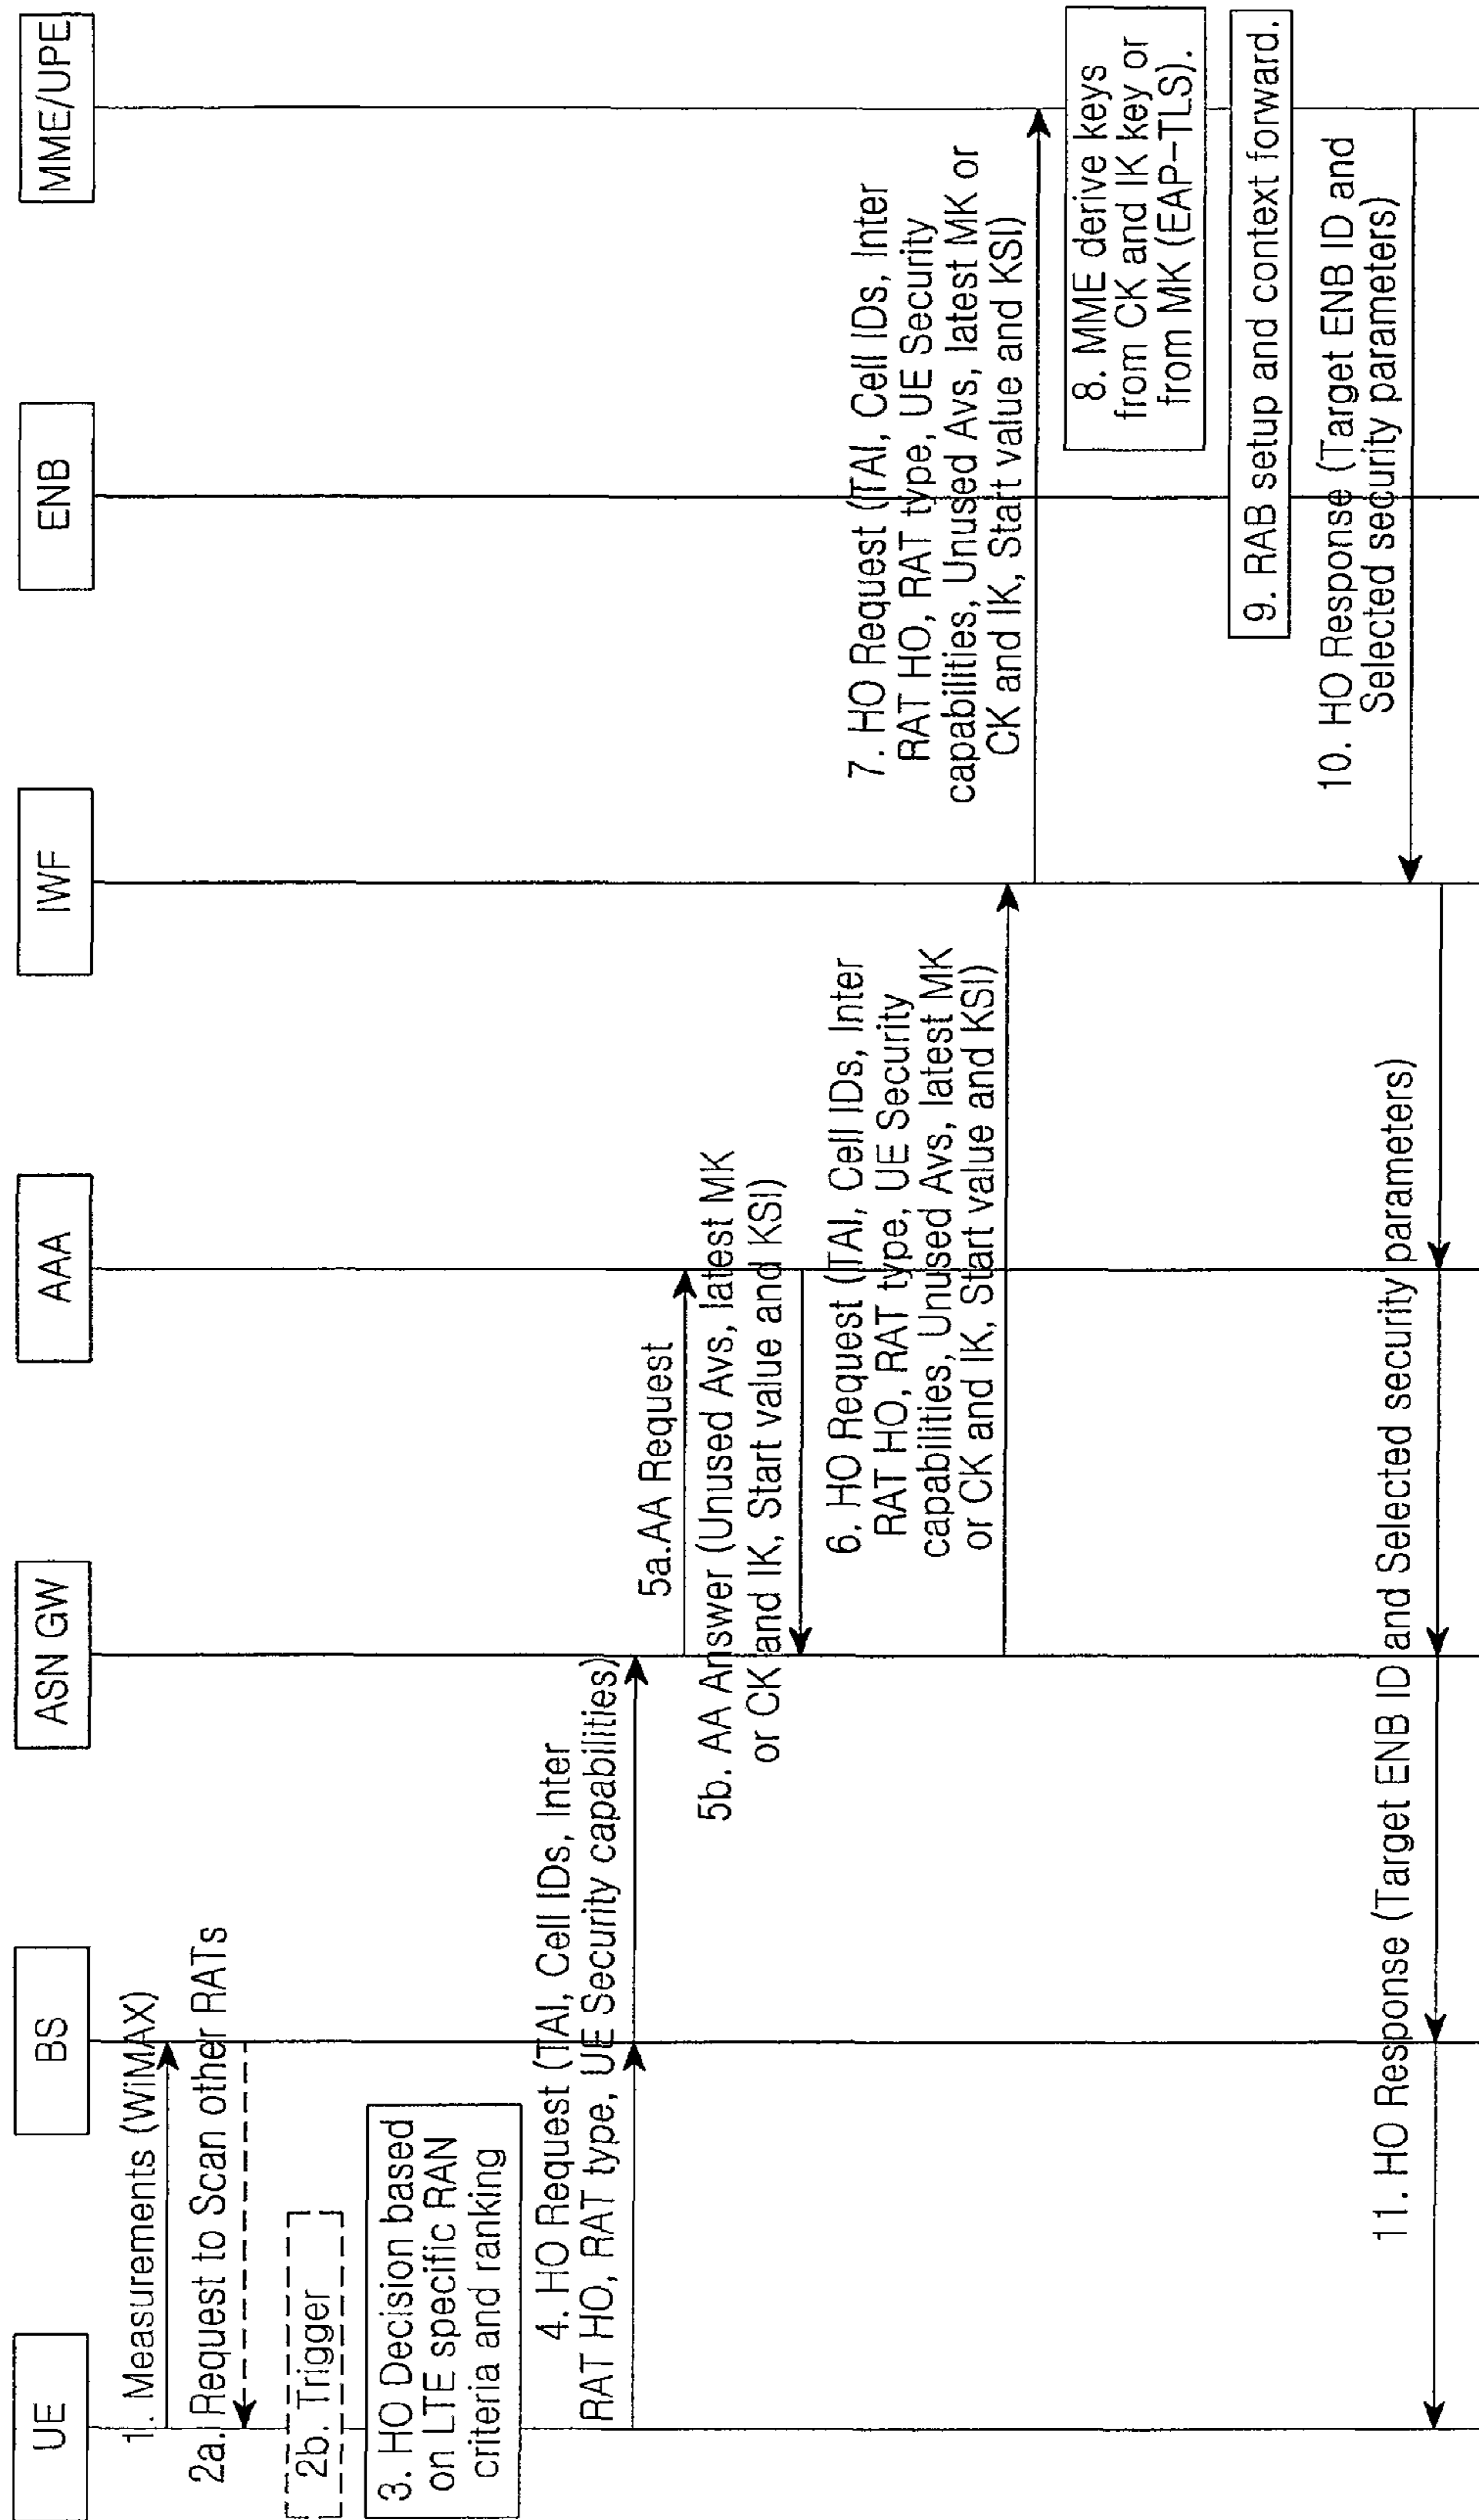 UE
BS
ASN GW
AAA
IWF
ENB
MME/UPE
1. Measurements (WiMAX)
2a. Request to Scan other RATs
2b. Trigger
3. HO Decision based
on LTE specific RAN
criteria and ranking
4. HO Request (TAI, Cell IDs, Inter
RAT HO, RAT type, UE Security capabilities)
5a.AA Request
5b. AA Answer (Unused Avs, latest MK
or CK and IK, Start value and KSI)
6. HO Request (TAI, Cell IDs, Inter
RAT HO, RAT type, UE Security
capabilities, Unused Avs, latest MK
or CK and IK, Start value and KSI)
7. HO Request (TAI, Cell IDs, Inter
RAT HO, RAT type, UE Security
capabilities, Unused Avs, latest MK or
CK and IK, Start value and KSI)
8. MME derive keys
from CK and IK key or
from MK (EAP-TLS).
9. RAB setup and context forward.
10. HO Response (Target ENB ID and
Selected security parameters)
11. HO Response (Target ENB ID and Selected security parameters)